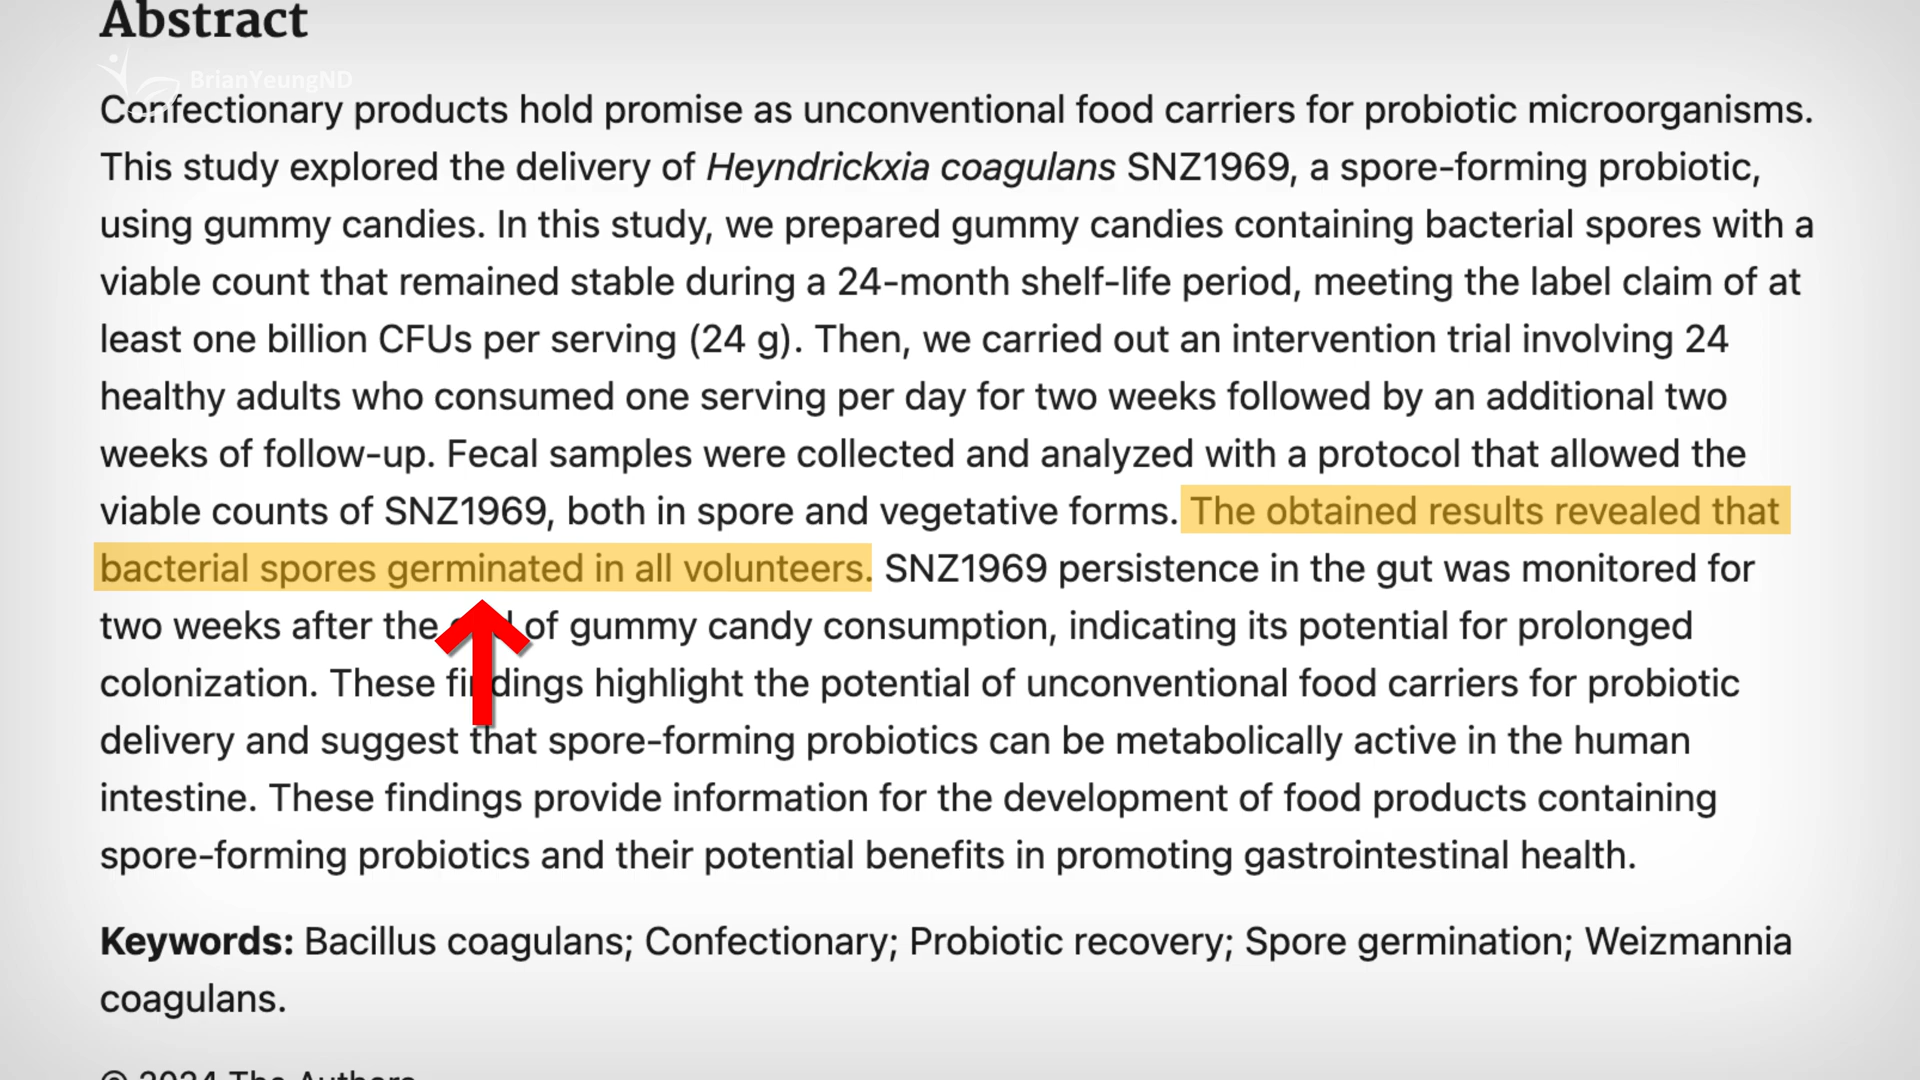 Abstract
BrianYeungND
Confectionary products hold promise as unconventional food carriers for probiotic microorganisms.
This study explored the delivery of Heyndrickxia coagulans SNZ1969, a spore-forming probiotic,
using gummy candies. In this study, we prepared gummy candies containing bacterial spores with a
viable count that remained stable during a 24-month shelf-life period, meeting the label claim of at
least one billion CFUs per serving (24 g). Then, we carried out an intervention trial involving 24
healthy adults who consumed one serving per day for two weeks followed by an additional two
weeks of follow-up. Fecal samples were collected and analyzed with a protocol that allowed the
viable counts of SNZ1969, both in spore and vegetative forms. The obtained results revealed that
bacterial spores germinated in all volunteers. SNZ1969 persistence in the gut was monitored for
two weeks after the of gummy candy consumption, indicating its potential for prolonged
colonization. These findings highlight the potential of unconventional food carriers for probiotic
delivery and suggest that spore-forming probiotics can be metabolically active in the human
intestine. These findings provide information for the development of food products containing
spore-forming probiotics and their potential benefits in promoting gastrointestinal health.
Keywords: Bacillus coagulans; Confectionary; Probiotic recovery; Spore germination; Weizmannia
coagulans.
© 2024 The Authors